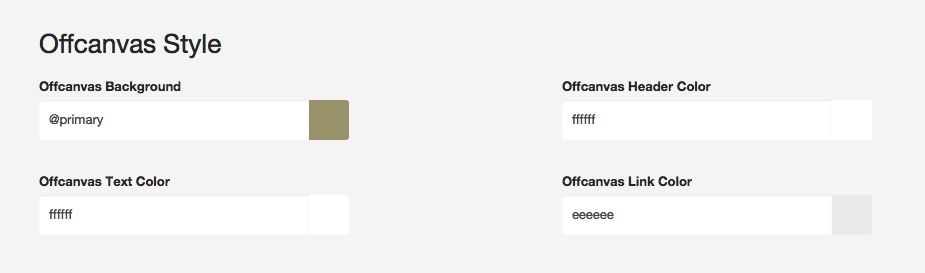 Offcanvas Style
Offcanvas Background
@primary
Offcanvas Header Color
ffffff
Offcanvas Text Color
ffffff
Offcanvas Link Color
eeeeee